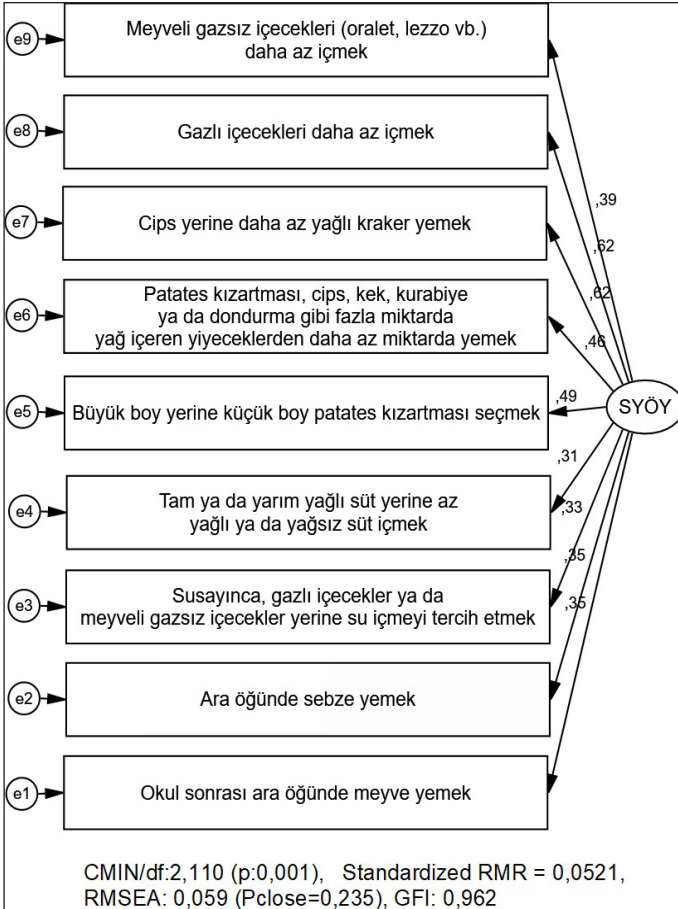 e9
Meyveli gazsız içecekleri (oralet, lezzo vb.)
daha az içmek
e8
Gazlı içecekleri daha az içmek
,39
e7
Cips yerine daha az yağlı kraker yemek
,62
,62
e6
Patates kızartması, cips, kek, kurabiye
ya da dondurma gibi fazla miktarda
yağ içeren yiyeceklerden daha az miktarda yemek
,46
e5
Büyük boy yerine küçük boy patates kızartması seçmek
,49
SYÖY
,31
e4
Tam ya da yarım yağlı süt yerine az
yağlı ya da yağsız süt içmek
,33
,35
e3
Susayınca, gazlı içecekler ya da
meyveli gazsız içecekler yerine su içmeyi tercih etmek
,35
e2
Ara öğünde sebze yemek
e1
Okul sonrası ara öğünde meyve yemek
CMIN/df:2,110 (p:0,001), Standardized RMR = 0,0521,
RMSEA: 0,059 (Pclose=0,235), GFI: 0,962